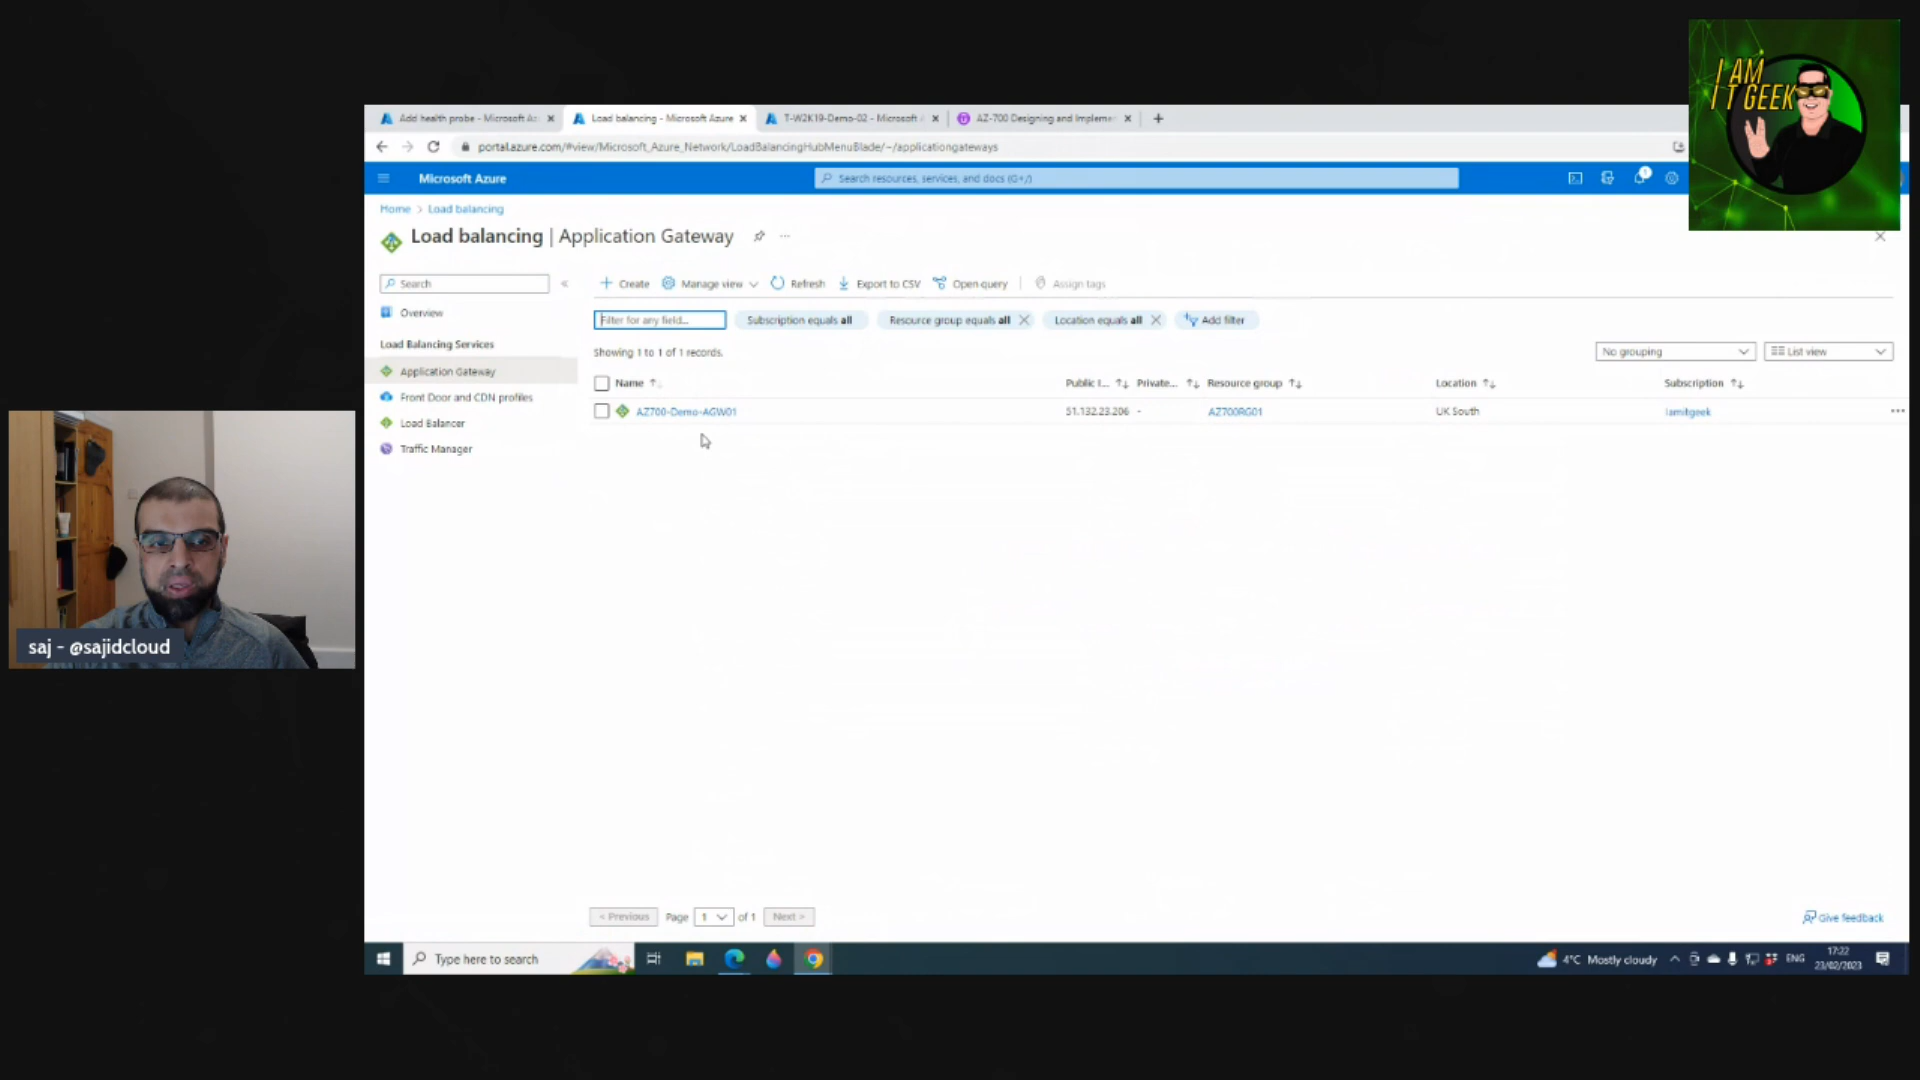 I AM
I T GEEK
Add health probe - Microsoft Az
Load balancing - Microsoft Azure
T-W2K19-Demo-02 - Microsoft
AZ-700 Designing and Implemen
portal.azure.com/#view/Microsoft_Azure_Network/LoadBalancingHubMenuBlade/~/applicationgateways
Microsoft Azure
Search resources, services, and docs (G+/)
1
Home > Load balancing
Load balancing | Application Gateway
Search
Create
Manage view
Refresh
Export to CSV
Open query
Assign tags
Overview
Load Balancing Services
Application Gateway
Front Door and CDN profiles
Load Balancer
Traffic Manager
Filter for any field...
Subscription equals all
Resource group equals all
Location equals all
Add filter
Showing 1 to 1 of 1 records.
No grouping
List view
Name
Public I...
Private...
Resource group
Location
Subscription
AZ700-Demo-AGW01
51.132.23.206
-
AZ700RG01
UK South
Iamitgeek
saj - @sajidcloud
< Previous
Page
1
of 1
Next >
Give feedback
Type here to search
4°C Mostly cloudy
ENG
17:22
23/02/2023